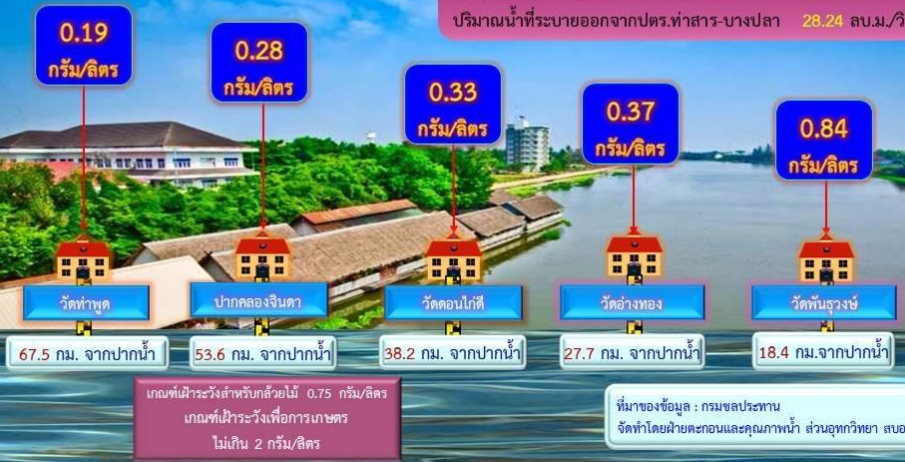 ปริมาณน้ำที่ระบายออกจากปตร.ท่าสาร-บางปลา 28.24 ลบ.ม./วิ
0.19
กรัม/ลิตร
0.28
กรัม/ลิตร
0.33
กรัม/ลิตร
0.37
กรัม/ลิตร
0.84
กรัม/ลิตร
วัดท่าพูด
ปากคลองจินดา
วัดดอนไก่ดี
วัดอ่างทอง
วัดพันธุวงษ์
67.5 กม. จากปากน้ำ
53.6 กม. จากปากน้ำ
38.2 กม. จากปากน้ำ
27.7 กม. จากปากน้ำ
18.4 กม.จากปากน้ำ
เกณฑ์เฝ้าระวังสำหรับกล้วยไม้ 0.75 กรัม/ลิตร
เกณฑ์เฝ้าระวังเพื่อการเกษตร
ไม่เกิน 2 กรัม/ลิตร
ที่มาของข้อมูล : กรมชลประทาน
จัดทำโดยฝ่ายตะกอนและคุณภาพน้ำ ส่วนอุทกวิทยา สบอ